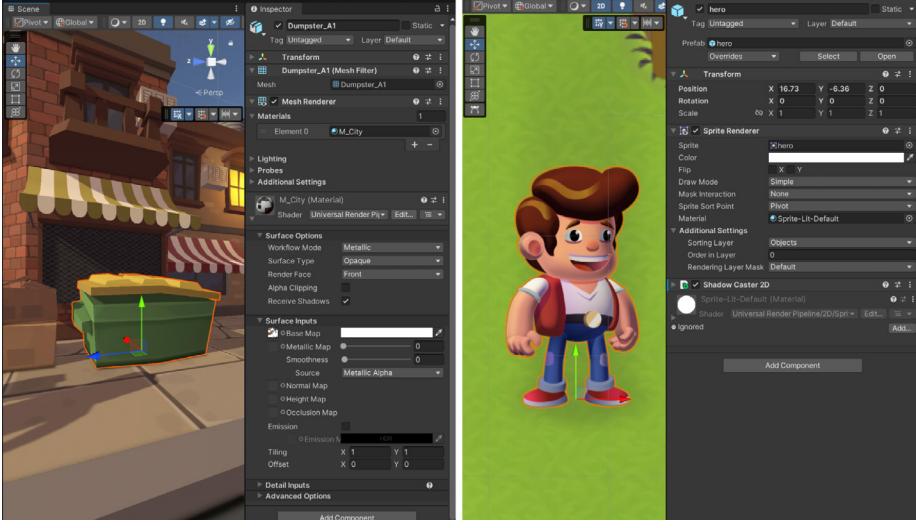 Scene
Pivot
Global
2D
Persp
y
z
Inspector
Dumpster_A1
Static
Tag Untagged
Layer Default
Transform
Dumpster_A1 (Mesh Filter)
Mesh
Dumpster_A1
Mesh Renderer
Materials
1
Element 0
M_City
+ -
Lighting
Probes
Additional Settings
M_City (Material)
Shader
Universal Render Pip
Edit...
Surface Options
Workflow Mode
Metallic
Surface Type
Opaque
Render Face
Front
Alpha Clipping
Receive Shadows
Surface Inputs
Base Map
Metallic Map
0
Smoothness
0
Source
Metallic Alpha
Normal Map
Height Map
Occlusion Map
Emission
Emission M
HDR
Tiling
X 1
Y 1
Offset
X 0
Y 0
Detail Inputs
Advanced Options
Add Component
Pivot
Global
2D
hero
Static
Tag Untagged
Layer Default
Prefab
hero
Overrides
Select
Open
Transform
Position
X 16.73
Y -6.36
Z 0
Rotation
X 0
Y 0
Z 0
Scale
X 1
Y 1
Z 1
Sprite Renderer
Sprite
hero
Color
Flip
X
Y
Draw Mode
Simple
Mask Interaction
None
Sprite Sort Point
Pivot
Material
Sprite-Lit-Default
Additional Settings
Sorting Layer
Objects
Order in Layer
0
Rendering Layer Mask
Default
Shadow Caster 2D
Sprite-Lit-Default (Material)
Shader
Universal Render Pipeline/2D/Spri
Edit...
Ignored
Add...
Add Component